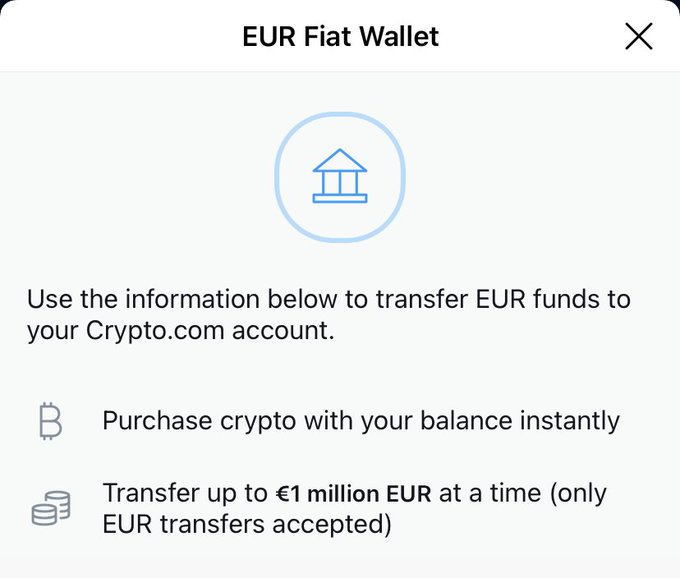 EUR Fiat Wallet
Use the information below to transfer EUR funds to
your Crypto.com account.
Purchase crypto with your balance instantly
Transfer up to €1 million EUR at a time (only
EUR transfers accepted)